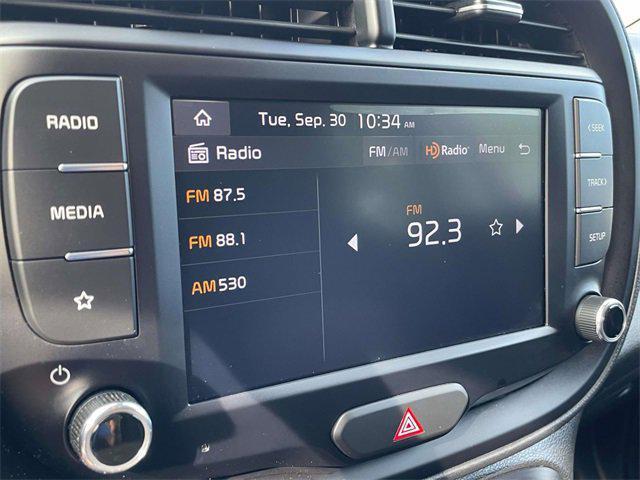 RADIO
MEDIA
Tue, Sep. 30 10:34 AM
Radio
FM/AM HD Radio Menu
FM 87.5
FM 88.1
AM 530
FM
92.3
< SEEK
TRACK >
SETUP